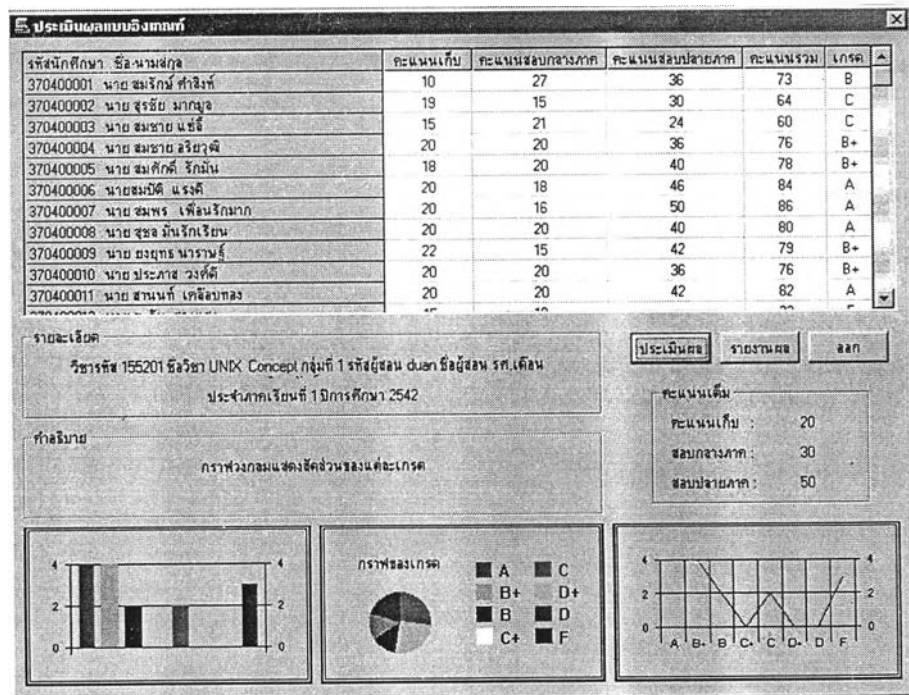 ประเมินผลแบบอิงเกณฑ์
รหัสนักศึกษา ชื่อ-นามสกุล คะแนนเก็บ คะแนนสอบกลางภาค คะแนนสอบปลายภาค คะแนนรวม เกรด
370400001 นาย สมรักษ์ คำสิงห์ 10 27 36 73 B
370400002 นาย สุรชัย มากมูล 19 15 30 64 C
370400003 นาย สมชาย แซ่อึ้ 15 21 24 60 C
370400004 นาย สมชาย อริยวุฒิ 20 20 36 76 B+
370400005 นาย สมศักดิ์ รักมั่น 18 20 40 78 B+
370400006 นายสมบัติ แรงดี 20 18 46 84 A
370400007 นาย สมพร เพื่อนรักมาก 20 16 50 86 A
370400008 นาย สุชล มันรักเรียน 20 20 40 80 A
370400009 นาย ยงยุทธ นาราษฐ์ 22 15 42 79 B+
370400010 นาย ประภาส วงค์ดี 20 20 36 76 B+
370400011 นาย สานนท์ เคลือบทอง 20 20 42 82 A
รายละเอียด
วิชารหัส 155201 ชื่อวิชา UNIX Concept กลุ่มที่ 1 รหัสผู้สอน duan ชื่อผู้สอน รศ.เดือน
ประจำภาคเรียนที่ 1 ปีการศึกษา 2542
ประเมินผล รายงานผล ออก
คะแนนเต็ม
คะแนนเก็บ : 20
สอบกลางภาค : 30
สอบปลายภาค : 50
คำอธิบาย
กราฟวงกลมแสดงสัดส่วนของแต่ละเกรด
4 4
2 2
0 0
กราฟของเกรด
A C
B+ D+
B D
C+ F
4 4
2 2
0 0
A B+ B C+ C D+ D F